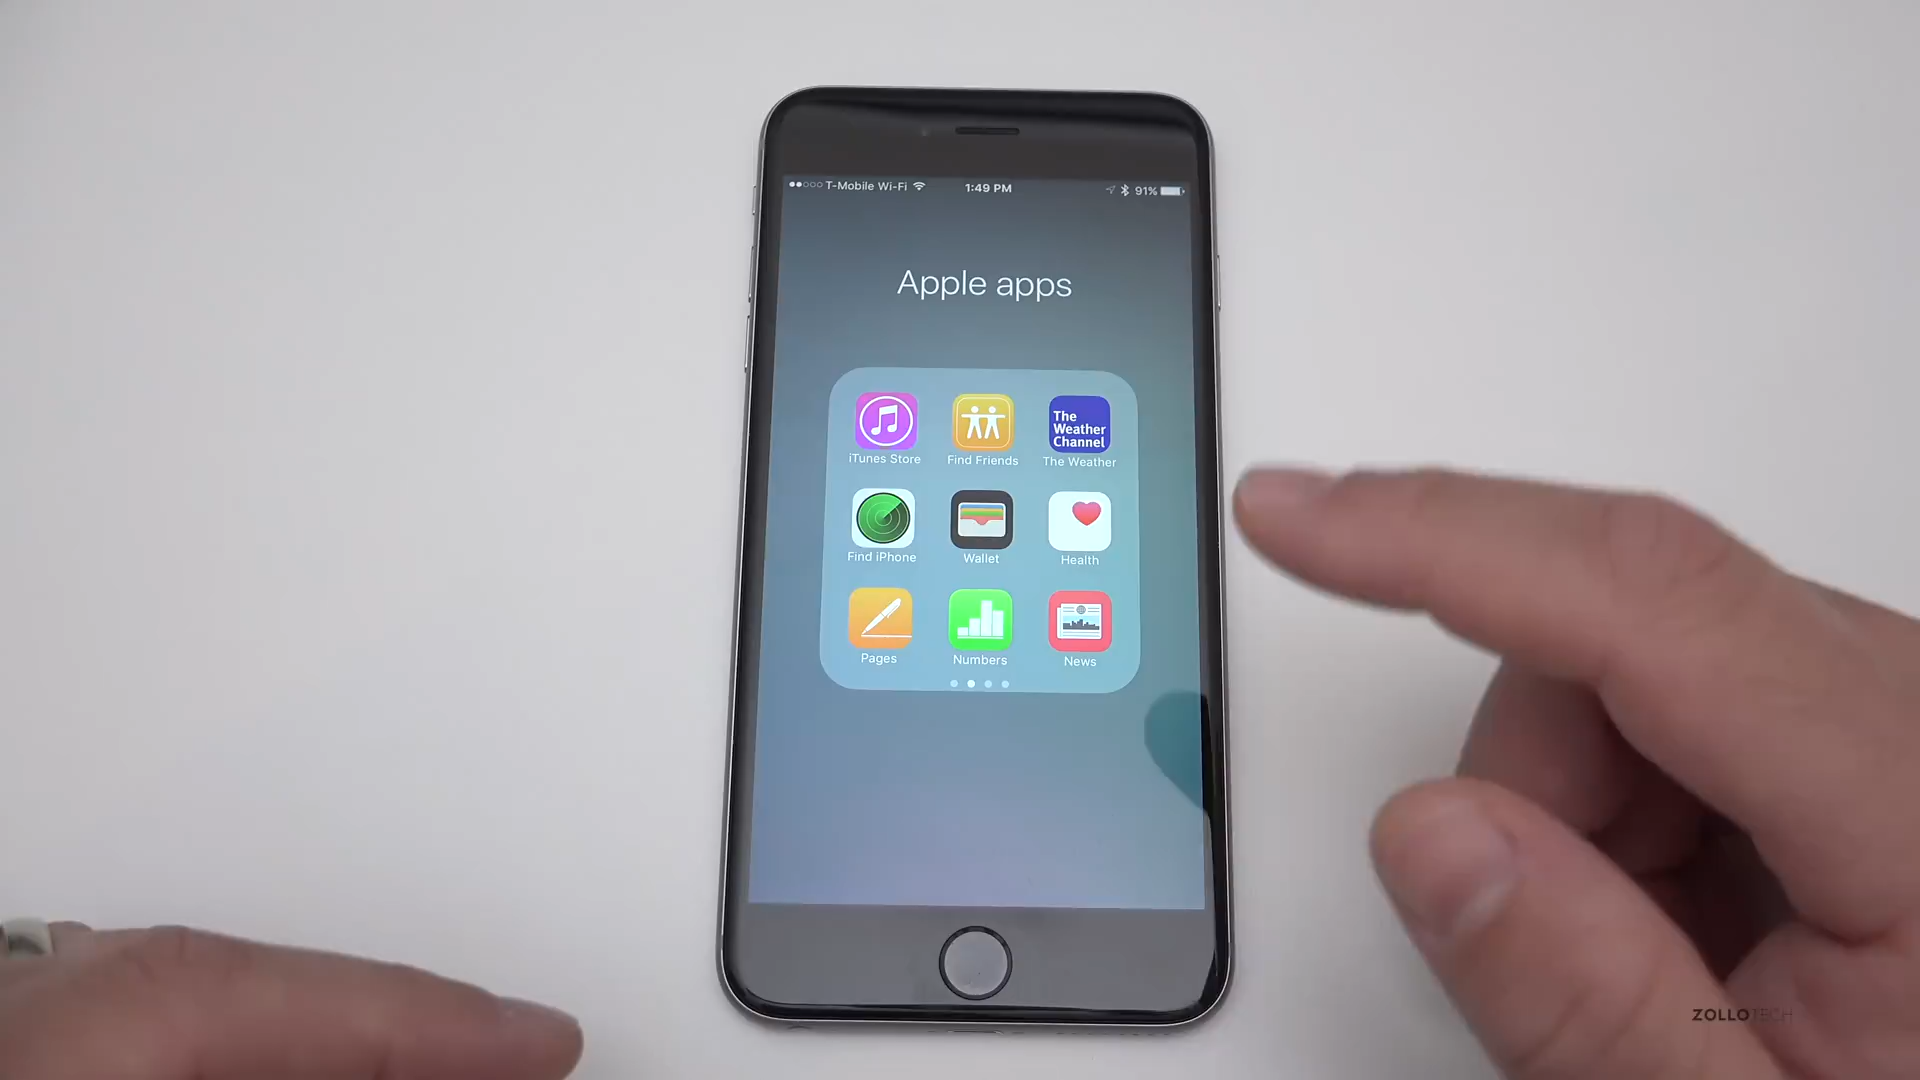 T-Mobile Wi-Fi 1:49 PM 91%
Apple apps
The
Weather
Channel
iTunes Store Find Friends The Weather
Find iPhone Wallet Health
Pages Numbers News
ZOLLOTECH